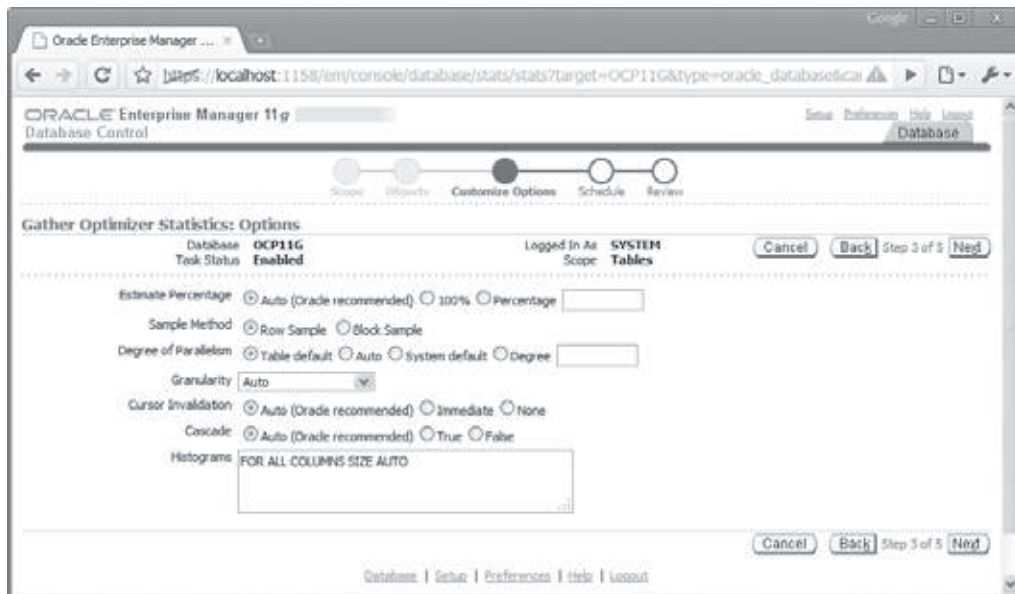 Google
Oracle Enterprise Manager ...
https://localhost:1158/em/console/database/stats/stats?target=OCP11G&type=oracle_database&cai
ORACLE Enterprise Manager 11g
Database Control
Setup Preferences Help Logout
Database
Scope Objects Customize Options Schedule Review
Gather Optimizer Statistics: Options
Database OCP11G
Task Status Enabled
Logged In As SYSTEM
Scope Tables
Cancel Back Step 3 of 5 Next
Estimate Percentage Auto (Oracle recommended) 100% Percentage
Sample Method Row Sample Block Sample
Degree of Parallelism Table default Auto System default Degree
Granularity Auto
Cursor Invalidation Auto (Oracle recommended) Immediate None
Cascade Auto (Oracle recommended) True False
Histograms FOR ALL COLUMNS SIZE AUTO
Cancel Back Step 3 of 5 Next
Database | Setup | Preferences | Help | Logout